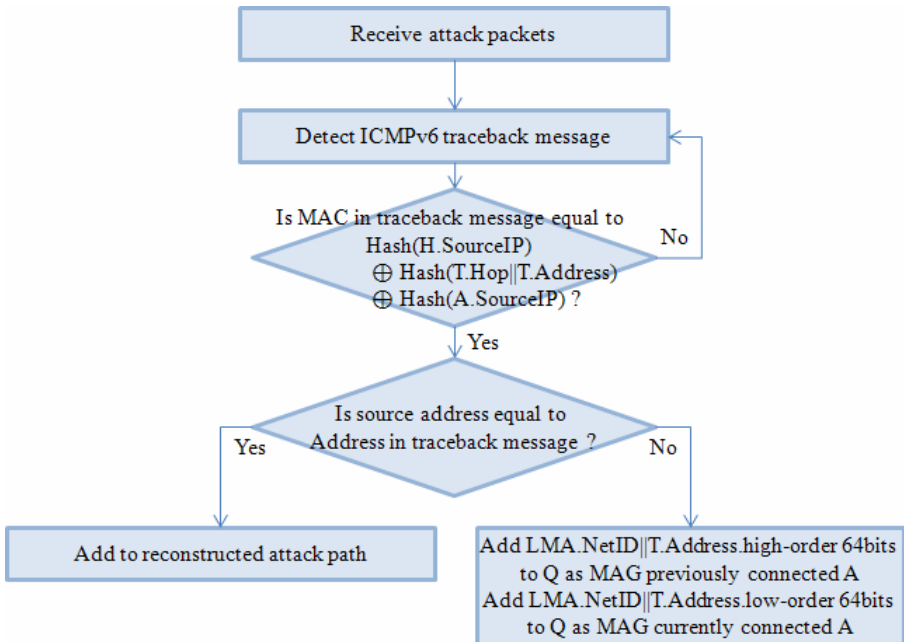 Receive attack packets
Detect ICMPv6 traceback message
Is MAC in traceback message equal to
Hash(H.SourceIP)
⊕ Hash(T.Hop||T.Address)
⊕ Hash(A.SourceIP) ?
No
Yes
Is source address equal to
Address in traceback message ?
Yes
No
Add to reconstructed attack path
Add LMA.NetID||T.Address.high-order 64bits
to Q as MAG previously connected A
Add LMA.NetID||T.Address.low-order 64bits
to Q as MAG currently connected A